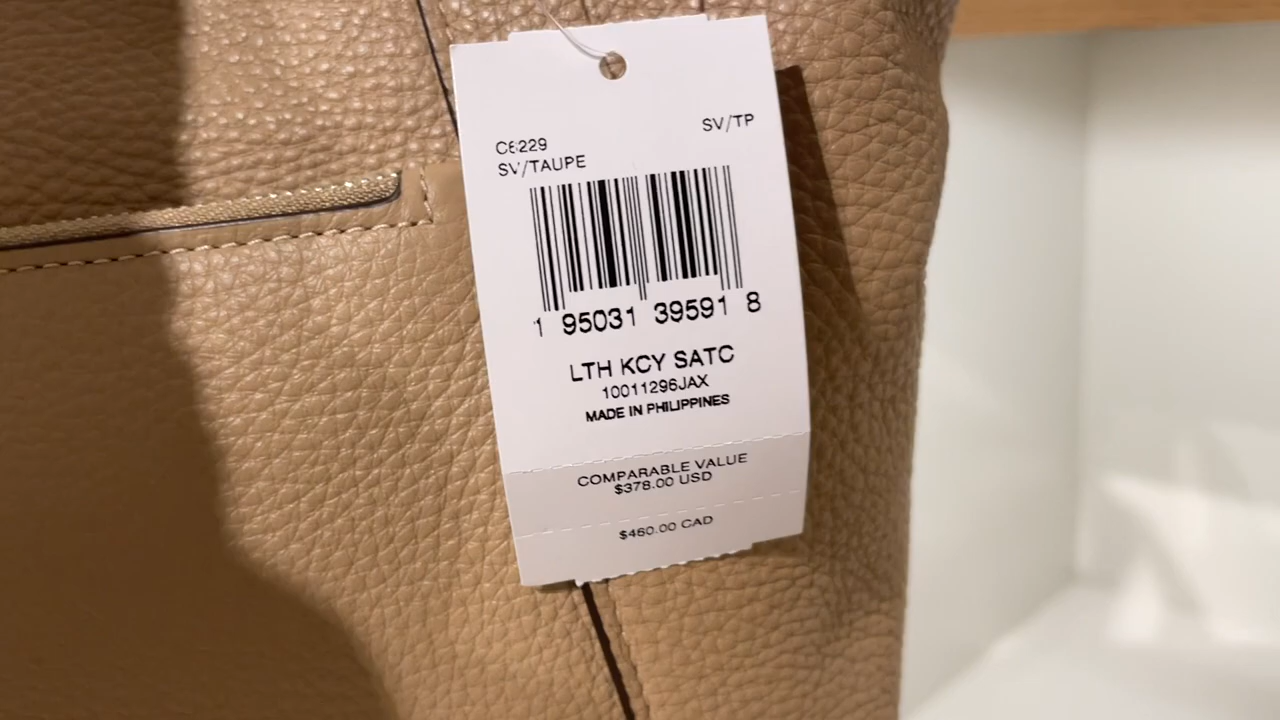 C6229
SV/TP
SV/TAUPE
1 95031 39591 8
LTH KCY SATC
10011296JAX
MADE IN PHILIPPINES
COMPARABLE VALUE
$378.00 USD
$460.00 CAD